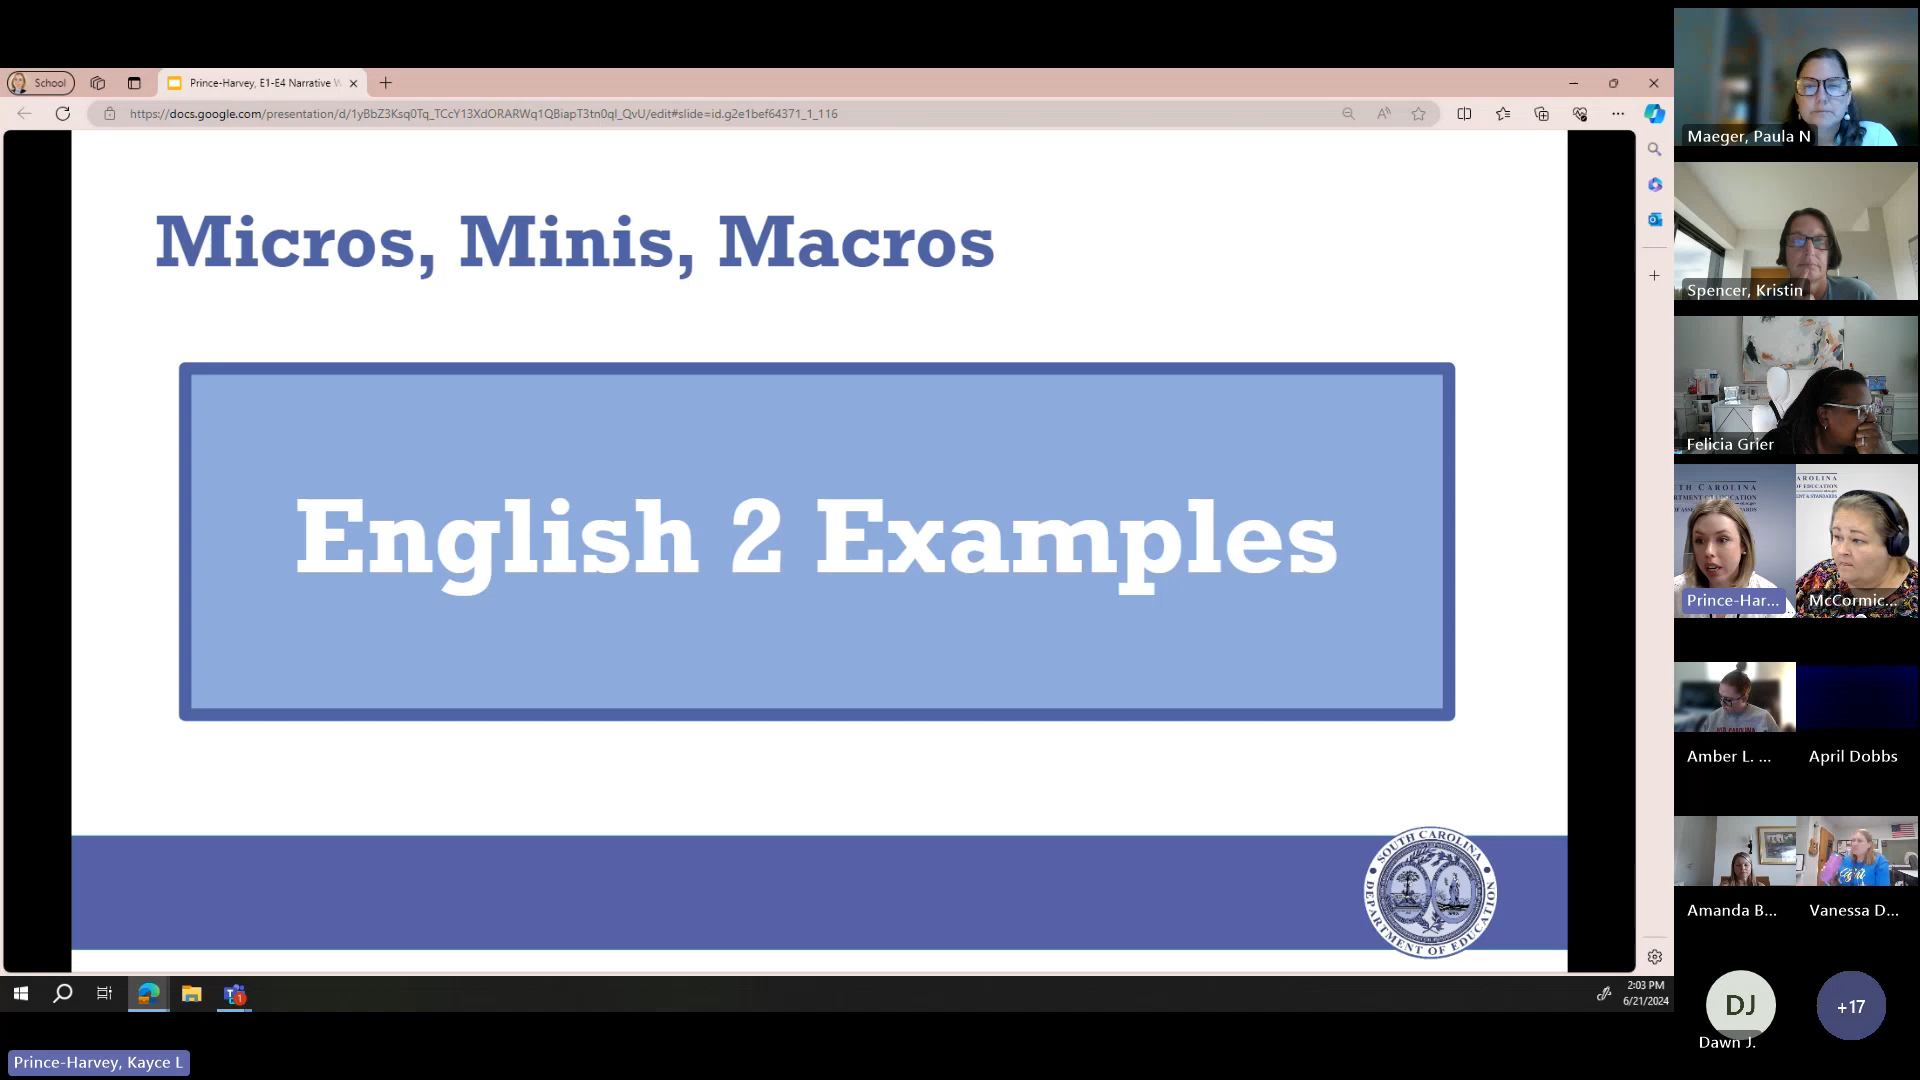 School
Prince-Harvey, E1-E4 Narrative W
https://docs.google.com/presentation/d/1yBbZ3Ksq0Tq_TCcY13XdORARWq1QBiapT3tn0qI_QvU/edit#slide=id.g2e1bef64371_1_116
Micros, Minis, Macros
English 2 Examples
SOUTH CAROLINA
DEPARTMENT OF EDUCATION
1
2:03 PM
6/21/2024
Prince-Harvey, Kayce L
Maeger, Paula N
Spencer, Kristin
Felicia Grier
Prince-Har...
McCormic...
Amber L. ...
April Dobbs
Amanda B...
Vanessa D...
DJ
Dawn J.
+17